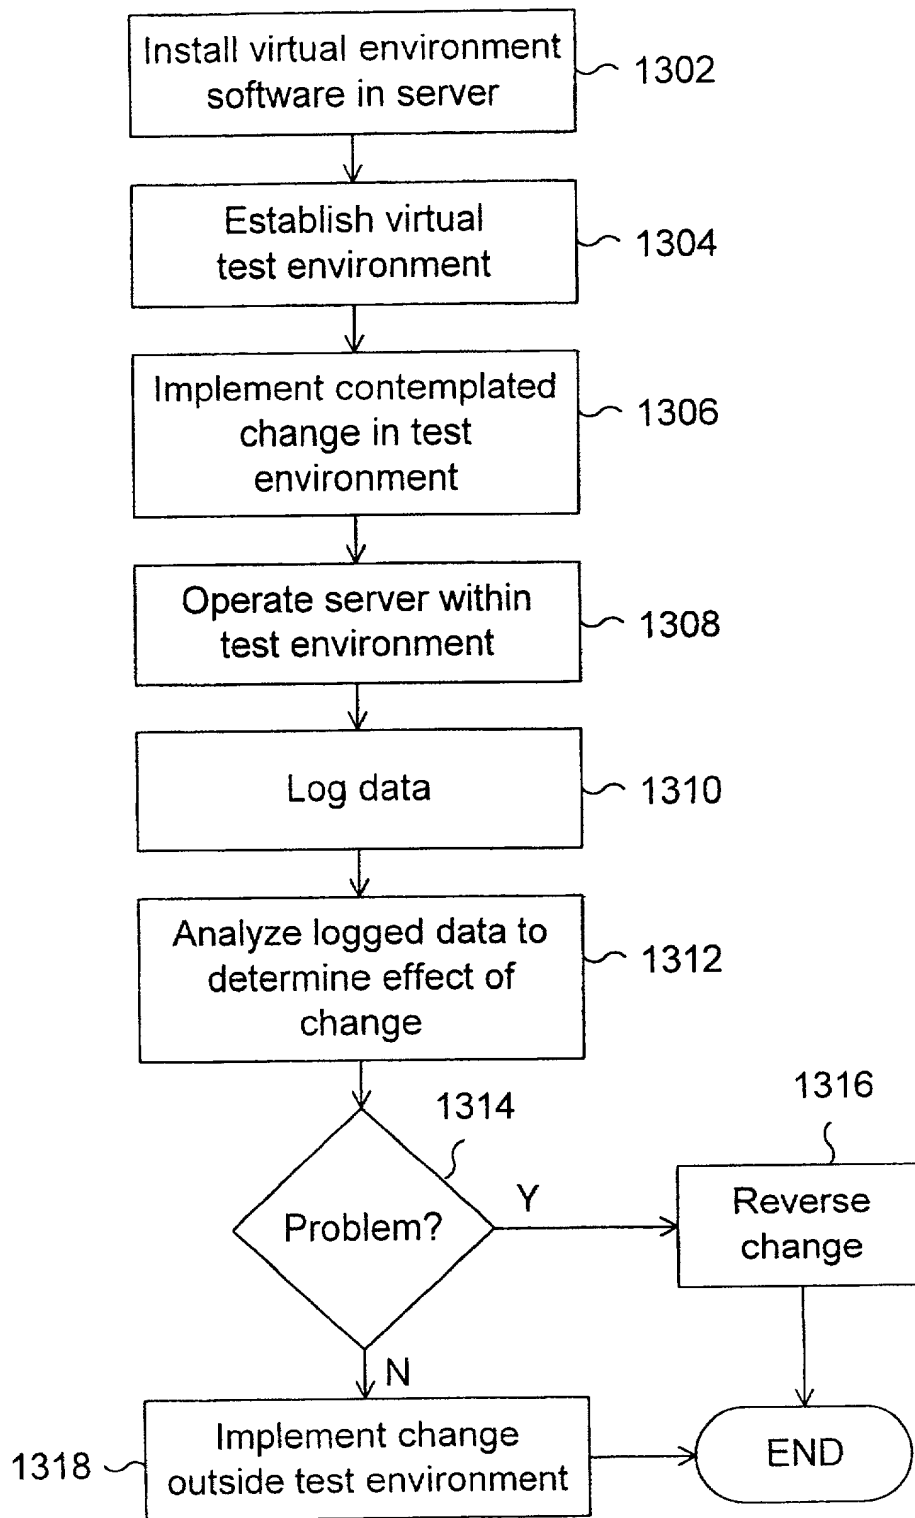 Install virtual environment
software in server
1302
Establish virtual
test environment
1304
Implement contemplated
change in test
environment
1306
Operate server within
test environment
1308
Log data
1310
Analyze logged data to
determine effect of
change
1312
1314
Problem?
Y
1316
Reverse
change
N
1318
Implement change
outside test environment
END